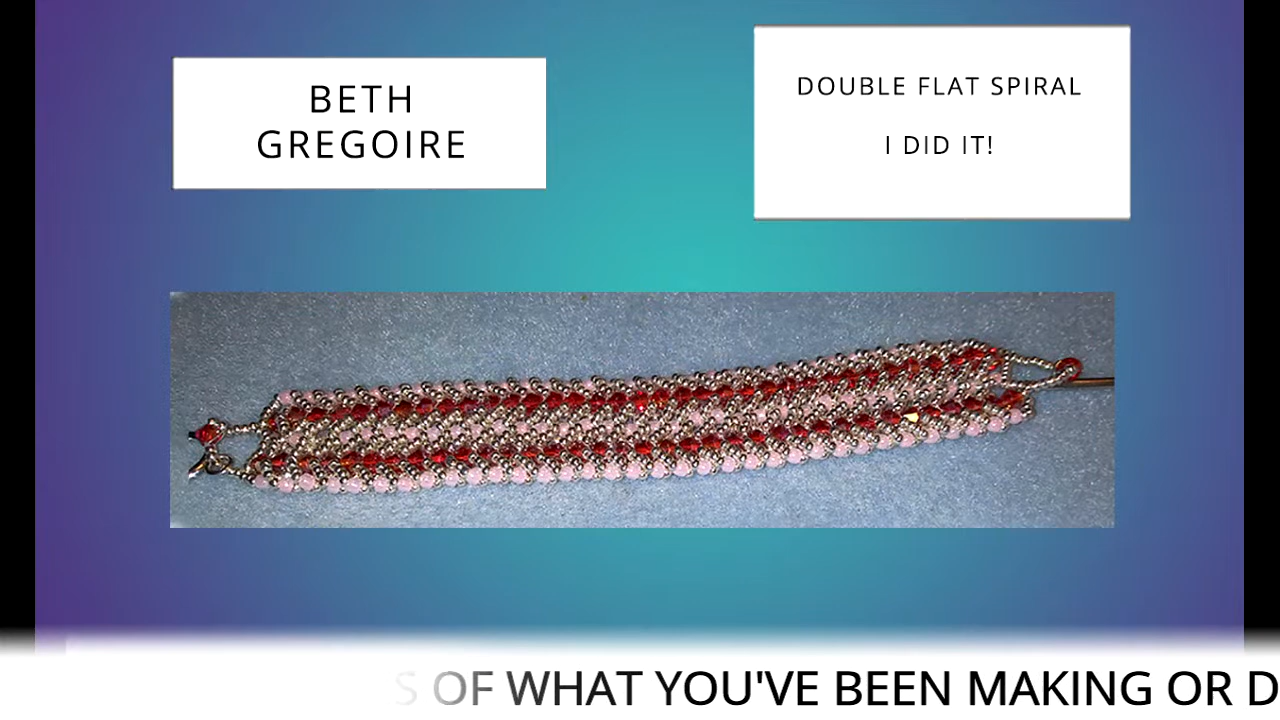 BETH
GREGOIRE
DOUBLE FLAT SPIRAL
I DID IT!
OF WHAT YOU'VE BEEN MAKING OR